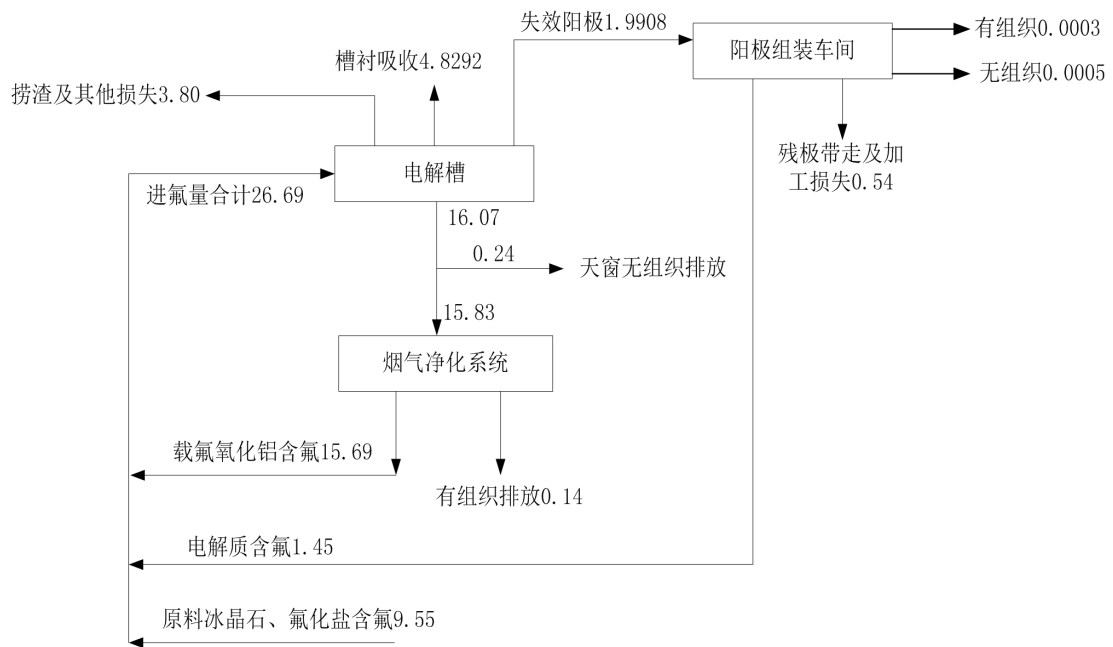 失效阳极1.9908
阳极组装车间
有组织0.0003
无组织0.0005
槽衬吸收4.8292
捞渣及其他损失3.80
残极带走及加
工损失0.54
电解槽
进氟量合计26.69
16.07
0.24
天窗无组织排放
15.83
烟气净化系统
载氟氧化铝含氟15.69
有组织排放0.14
电解质含氟1.45
原料冰晶石、氟化盐含氟9.55